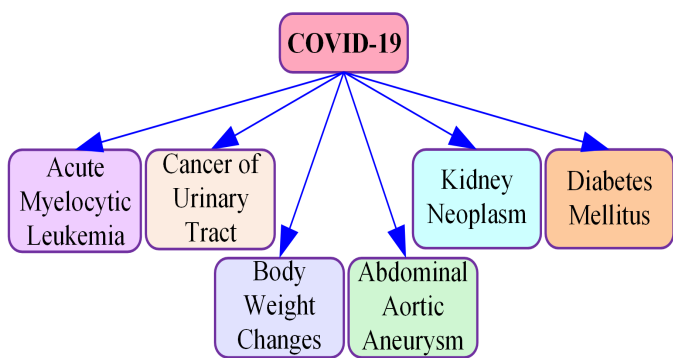 COVID-19
Acute
Myelocytic
Leukemia
Cancer of
Urinary
Tract
Kidney
Neoplasm
Diabetes
Mellitus
Body
Weight
Changes
Abdominal
Aortic
Aneurysm